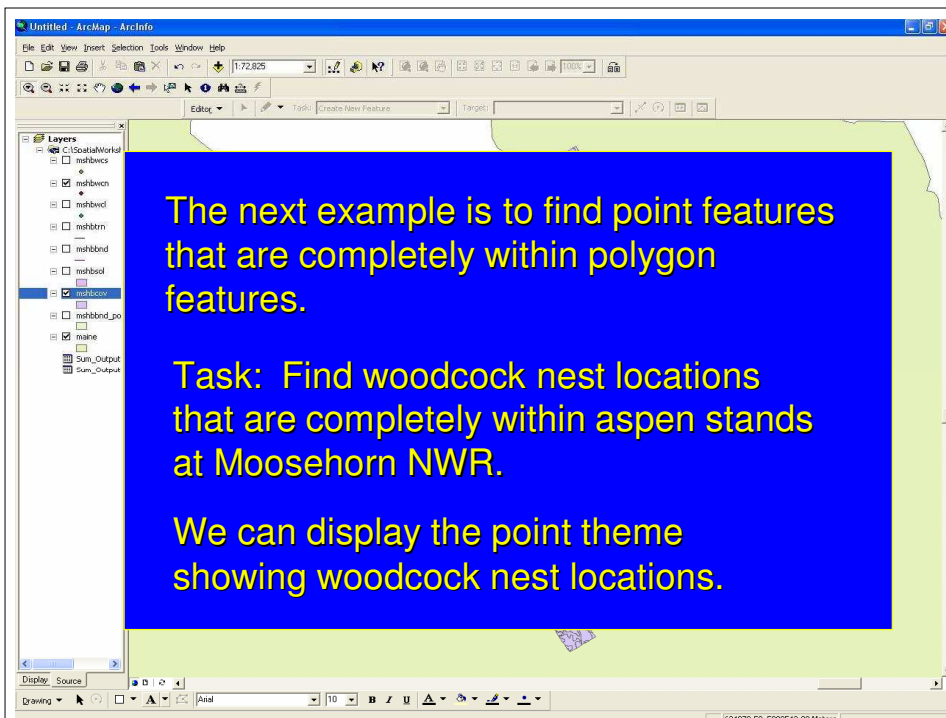 Untitled - ArcMap - ArcInfo
File Edit View Insert Selection Tools Window Help
1:72,825
100%
Editor Task: Create New Feature Target:
Layers
C:\SpatialWorksh
mshbwcs
mshbwcn
mshbwcl
mshbtrn
mshbbnd
mshbsol
mshbcov
mshbbnd_po
maine
Sum_Output
Sum_Output
The next example is to find point features
that are completely within polygon
features.
Task: Find woodcock nest locations
that are completely within aspen stands
at Moosehorn NWR.
We can display the point theme
showing woodcock nest locations.
Display Source
Drawing A Arial 10 B I U A